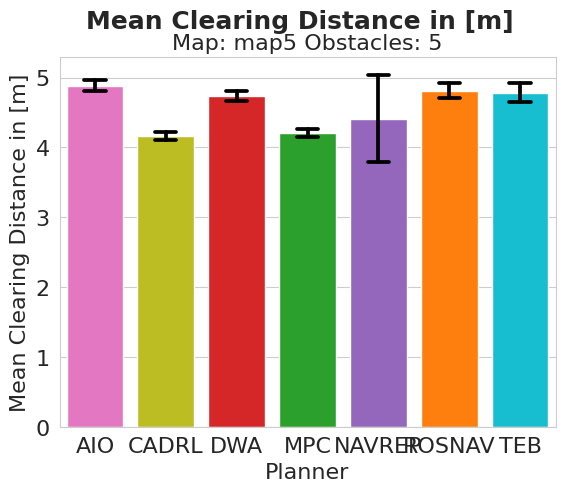 Mean Clearing Distance in [m]
Map: map5 Obstacles: 5
Mean Clearing Distance in [m]
5
4
3
2
1
0
AIO CADRL DWA MPC NAVREP ROSNAV TEB
Planner